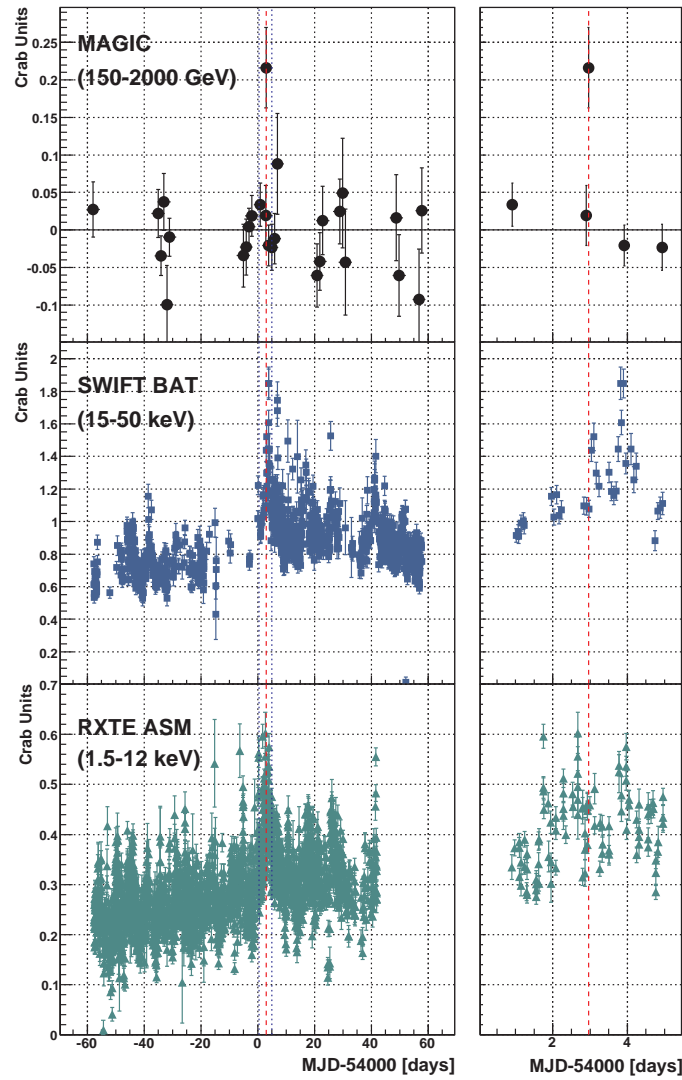 Crab Units
0.25
0.2
0.15
0.1
0.05
0
-0.05
-0.1
MAGIC
(150-2000 GeV)
Crab Units
2
1.8
1.6
1.4
1.2
1
0.8
0.6
0.4
0.2
0
SWIFT BAT
(15-50 keV)
Crab Units
0.7
0.6
0.5
0.4
0.3
0.2
0.1
0
RXTE ASM
(1.5-12 keV)
-60 -40 -20 0 20 40 60
MJD-54000 [days]
0 2 4
MJD-54000 [days]